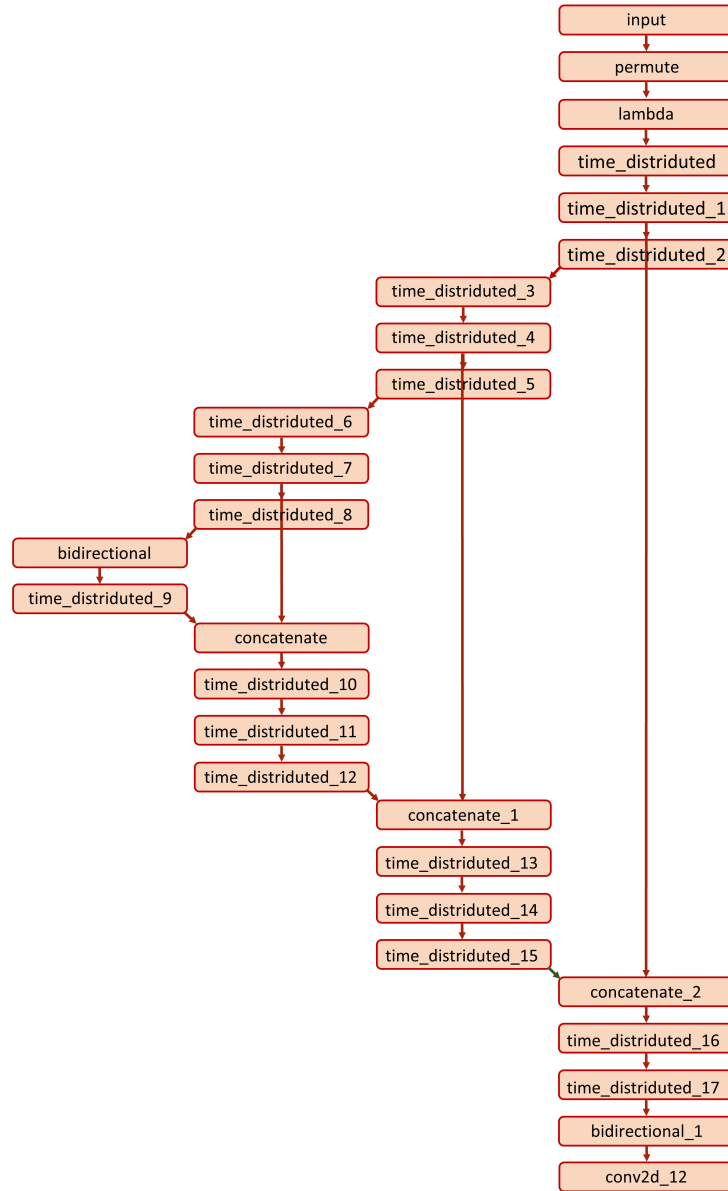 input
permute
lambda
time_distriduted
time_distriduted_1
time_distriduted_2
time_distriduted_3
time_distriduted_4
time_distriduted_5
time_distriduted_6
time_distriduted_7
time_distriduted_8
bidirectional
time_distriduted_9
concatenate
time_distriduted_10
time_distriduted_11
time_distriduted_12
concatenate_1
time_distriduted_13
time_distriduted_14
time_distriduted_15
concatenate_2
time_distriduted_16
time_distriduted_17
bidirectional_1
conv2d_12